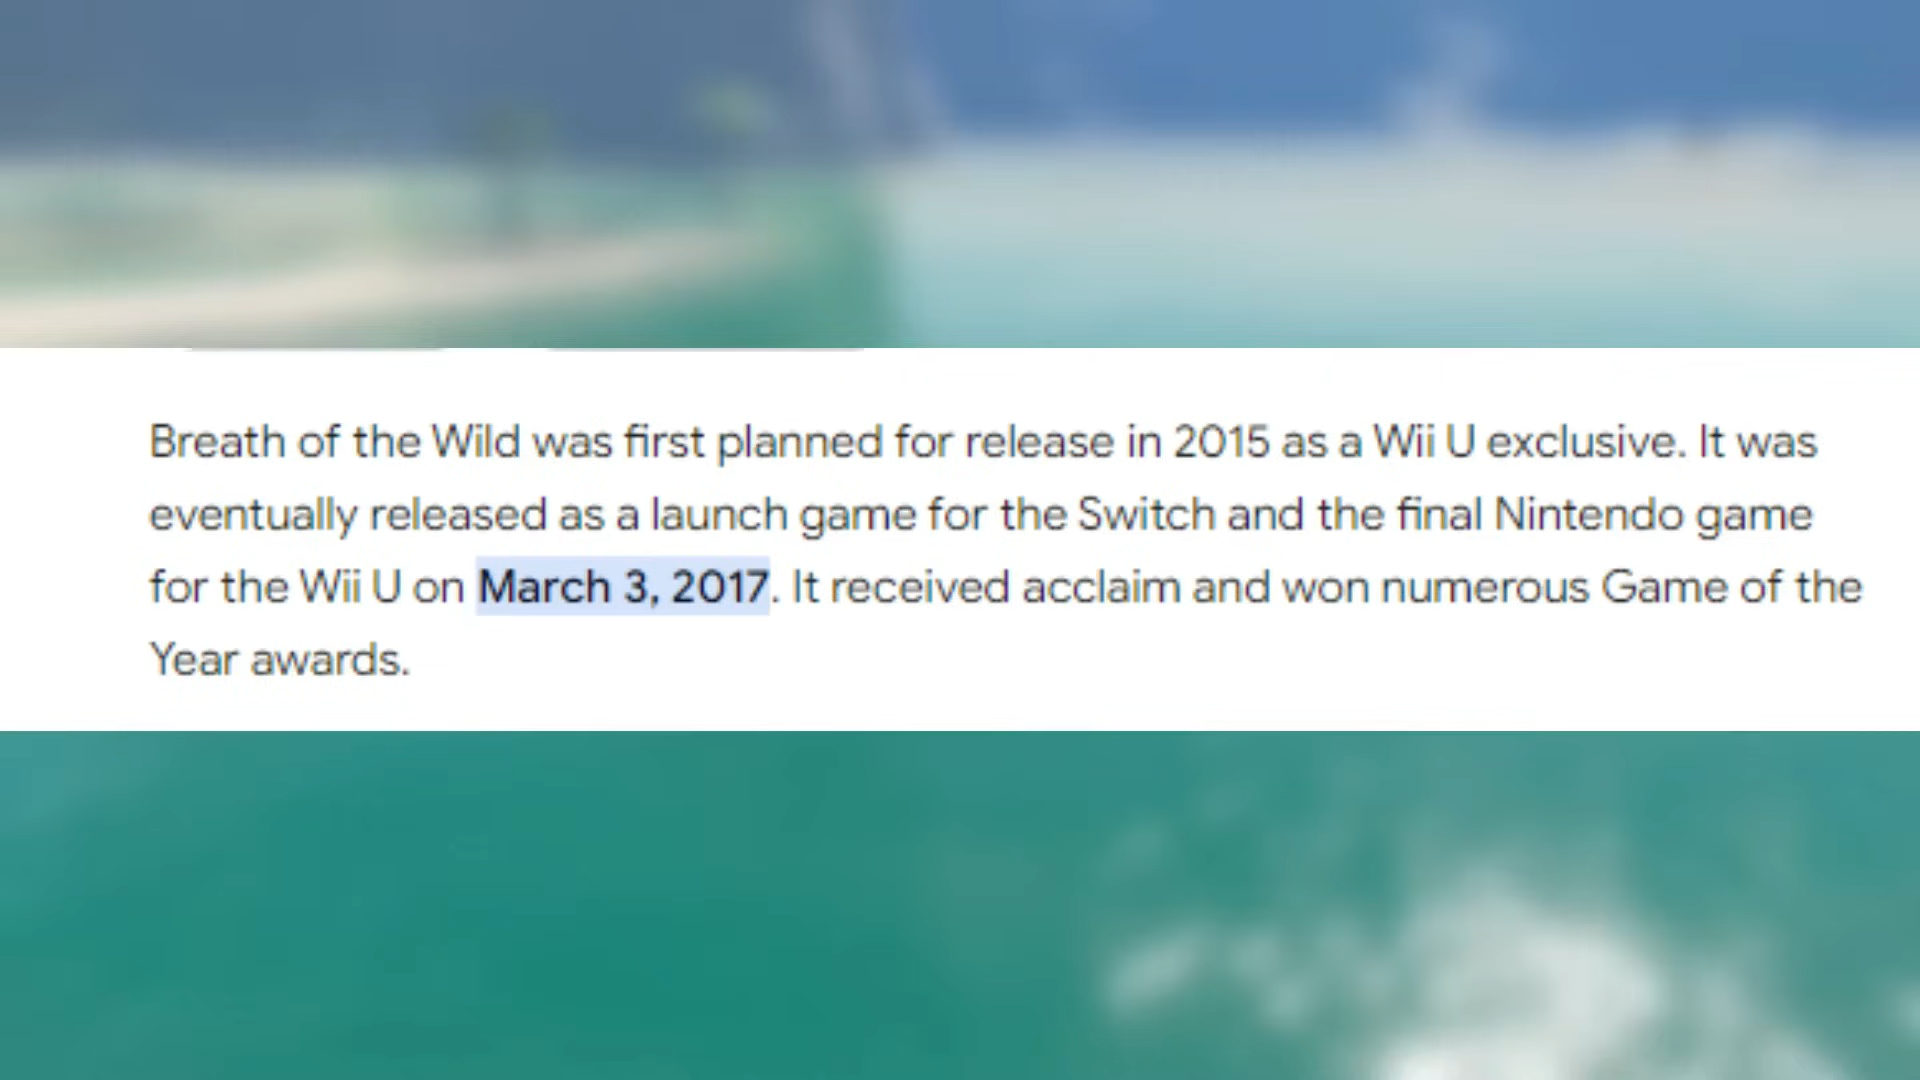 Breath of the Wild was first planned for release in 2015 as a Wii U exclusive. It was
eventually released as a launch game for the Switch and the final Nintendo game
for the Wii U on March 3, 2017. It received acclaim and won numerous Game of the
Year awards.